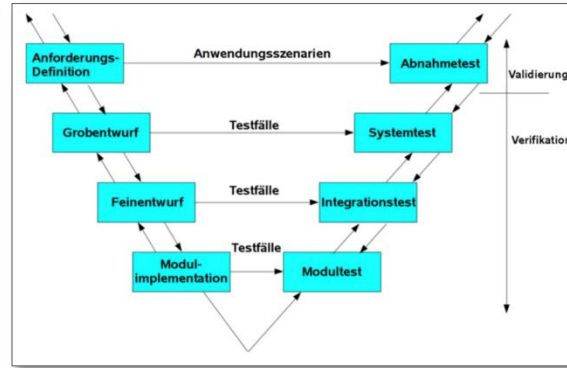 Anforderungs-
Definition
Anwendungsszenarien
Abnahmetest
Validierung
Grobentwurf
Testfälle
Systemtest
Verifikation
Feinentwurf
Testfälle
Integrationstest
Modul-
implementation
Testfälle
Modultest